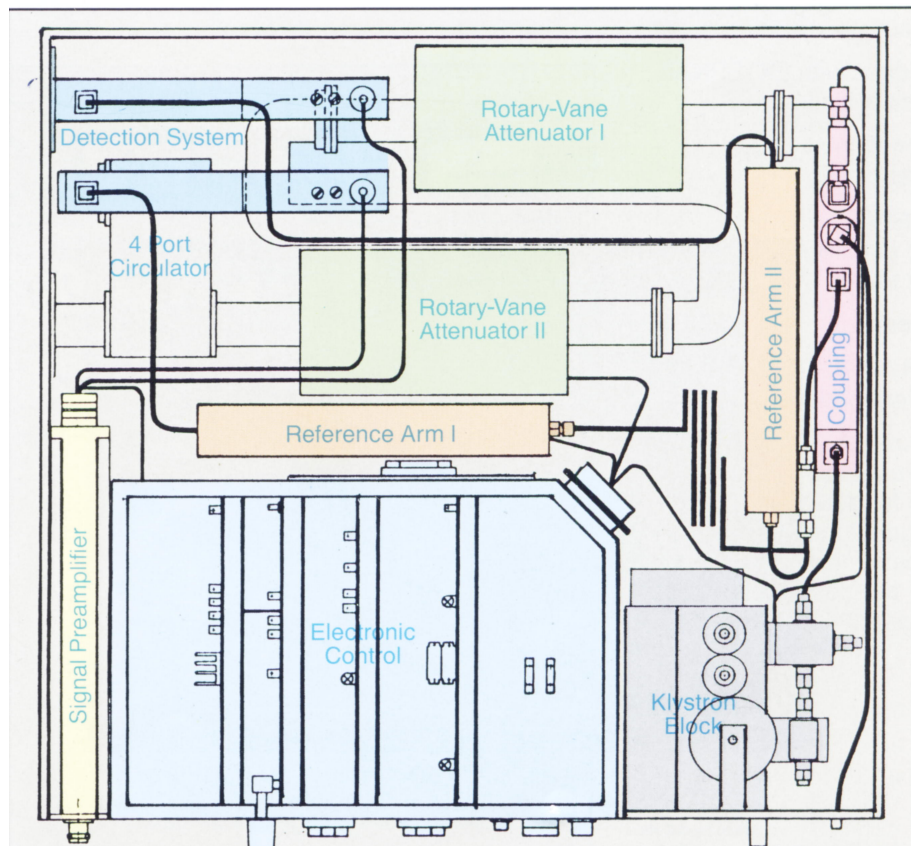 Rotary-Vane
Attenuator I
Detection System
4 Port
Circulator
Rotary-Vane
Attenuator II
Reference Arm II
Coupling
Reference Arm I
Signal Preamplifier
Electronic
Control
Klystron
Block